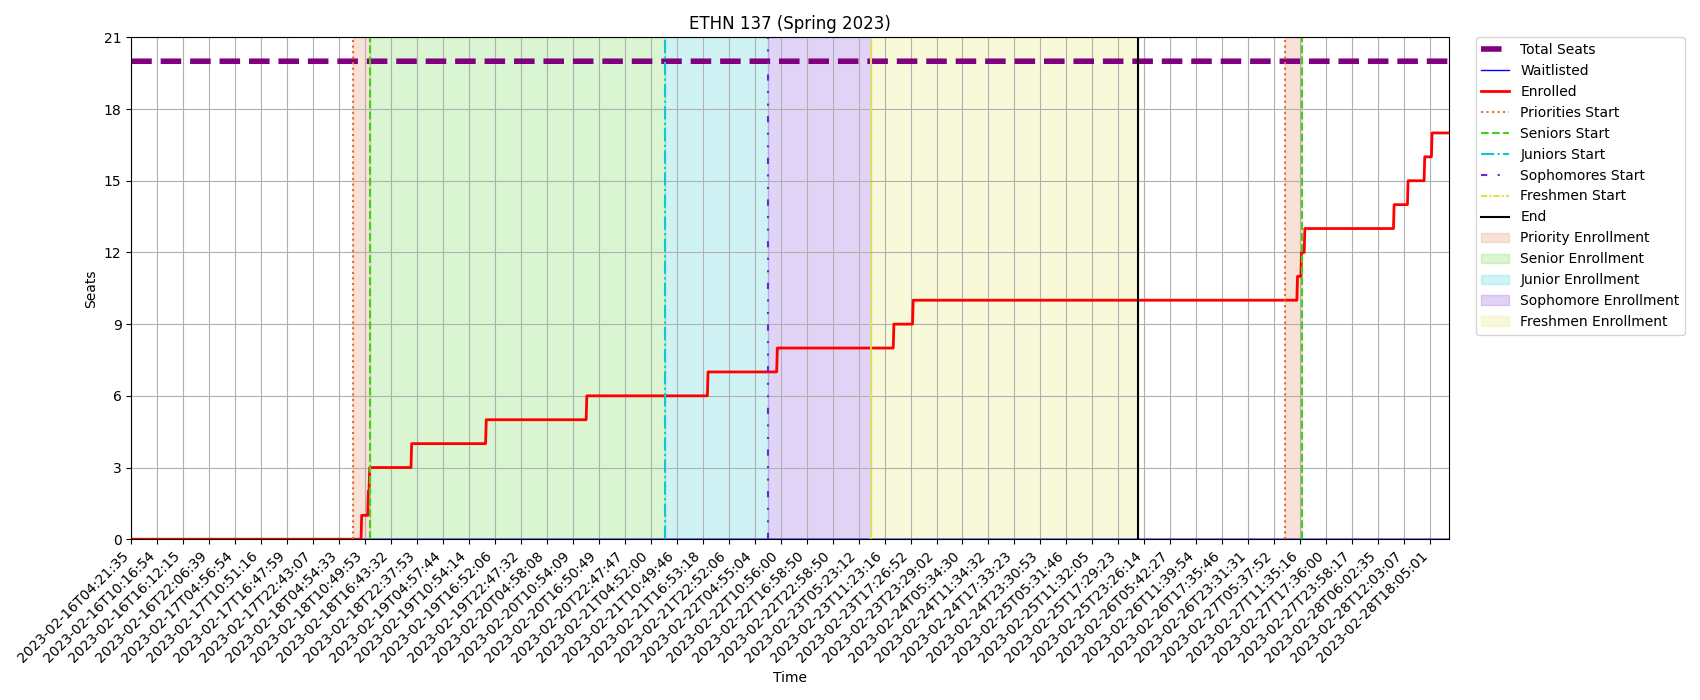 ETHN 137 (Spring 2023)
21
18
15
12
9
6
3
0
Seats
2023-02-16T04:21:35
2023-02-16T10:16:54
2023-02-16T16:12:15
2023-02-16T22:06:39
2023-02-17T04:56:54
2023-02-17T10:51:16
2023-02-17T16:47:59
2023-02-17T22:43:07
2023-02-18T04:54:33
2023-02-18T10:49:53
2023-02-18T16:43:32
2023-02-18T22:37:53
2023-02-19T04:57:44
2023-02-19T10:54:14
2023-02-19T16:52:06
2023-02-19T22:47:32
2023-02-20T04:58:08
2023-02-20T10:54:09
2023-02-20T16:50:49
2023-02-20T22:47:47
2023-02-21T04:52:00
2023-02-21T10:49:46
2023-02-21T16:53:18
2023-02-21T22:52:06
2023-02-22T04:55:04
2023-02-22T10:56:00
2023-02-22T16:58:50
2023-02-22T22:58:50
2023-02-23T05:23:12
2023-02-23T11:23:16
2023-02-23T17:26:52
2023-02-23T23:29:02
2023-02-24T05:34:30
2023-02-24T11:34:32
2023-02-24T17:33:23
2023-02-24T23:30:53
2023-02-25T05:31:46
2023-02-25T11:32:05
2023-02-25T17:29:23
2023-02-25T23:26:14
2023-02-26T05:42:27
2023-02-26T11:39:54
2023-02-26T17:35:46
2023-02-26T23:31:31
2023-02-27T05:37:52
2023-02-27T11:35:16
2023-02-27T17:36:00
2023-02-27T23:58:17
2023-02-28T06:02:35
2023-02-28T12:03:07
2023-02-28T18:05:01
Time
Total Seats
Waitlisted
Enrolled
Priorities Start
Seniors Start
Juniors Start
Sophomores Start
Freshmen Start
End
Priority Enrollment
Senior Enrollment
Junior Enrollment
Sophomore Enrollment
Freshmen Enrollment